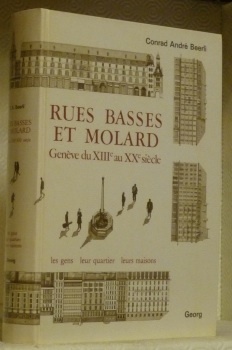 Conrad André Beerli
RUES BASSES
ET MOLARD
Genève du XIIIe au XXe siècle
les gens leur quartier leurs maisons
Georg